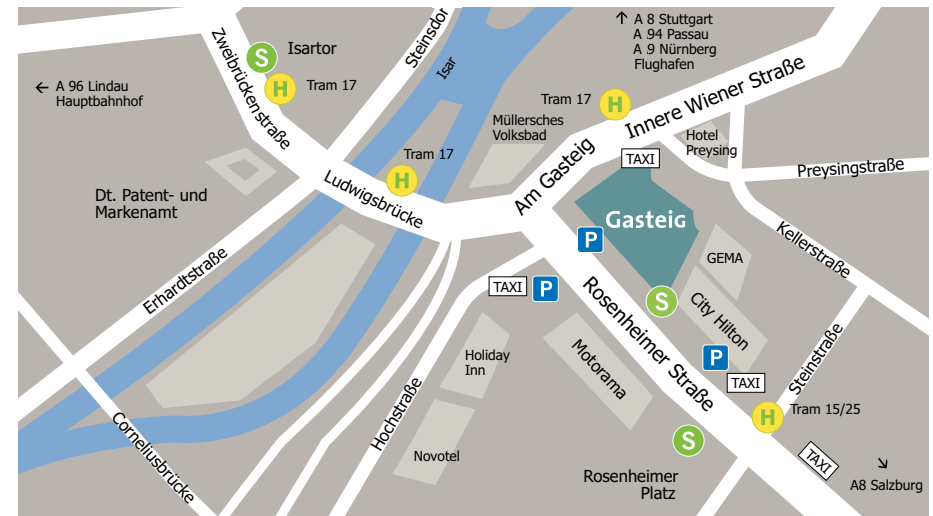 Isartor
S
H
Tram 17
← A 96 Lindau
Hauptbahnhof
Zweibrückenstraße
Steinsdor
Isar
↑ A 8 Stuttgart
A 94 Passau
A 9 Nürnberg
Flughafen
Tram 17
H
Innere Wiener Straße
Müllersches
Volksbad
Hotel
Preysing
TAXI
Preysingstraße
Am Gasteig
Tram 17
H
Ludwigsbrücke
Dt. Patent- und
Markenamt
Gasteig
P
Kellerstraße
GEMA
Erhardtstraße
TAXI
P
Rosenheimer Straße
S
City Hilton
P
TAXI
Steinstraße
Holiday
Inn
Motorama
Hochstraße
H
Tram 15/25
Corneliusbrücke
Novotel
S
Rosenheimer
Platz
TAXI
↘
A8 Salzburg